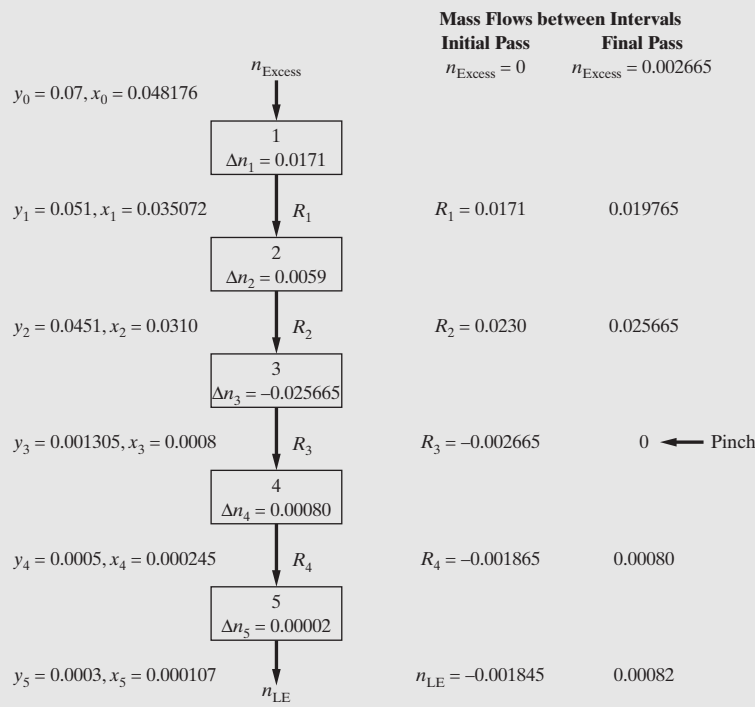 Mass Flows between Intervals
Initial Pass Final Pass
n_Excess n_Excess = 0 n_Excess = 0.002665
y_0 = 0.07, x_0 = 0.048176
1
Δn_1 = 0.0171
y_1 = 0.051, x_1 = 0.035072 R_1 R_1 = 0.0171 0.019765
2
Δn_2 = 0.0059
y_2 = 0.0451, x_2 = 0.0310 R_2 R_2 = 0.0230 0.025665
3
Δn_3 = –0.025665
y_3 = 0.001305, x_3 = 0.0008 R_3 R_3 = –0.002665 0 Pinch
4
Δn_4 = 0.00080
y_4 = 0.0005, x_4 = 0.000245 R_4 R_4 = –0.001865 0.00080
5
Δn_5 = 0.00002
y_5 = 0.0003, x_5 = 0.000107 n_LE n_LE = –0.001845 0.00082